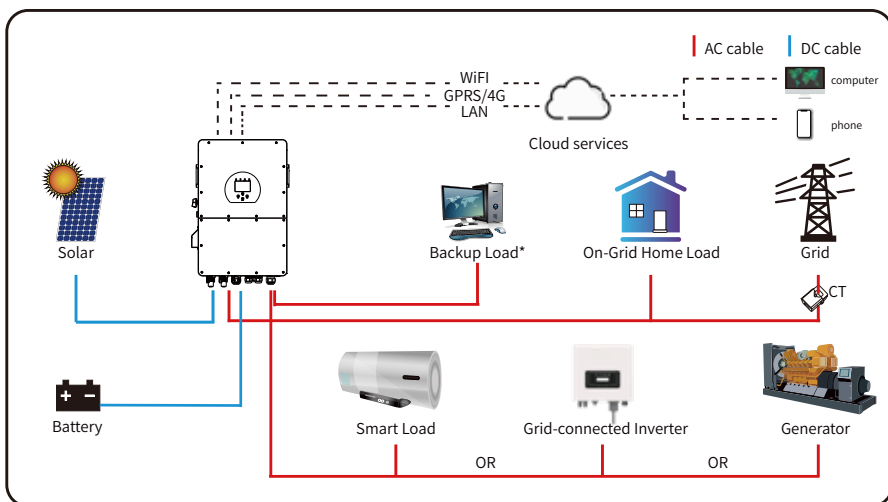 AC cable
DC cable
WiFI
GPRS/4G
LAN
computer
phone
Cloud services
Solar
Backup Load*
On-Grid Home Load
Grid
CT
Battery
Smart Load
Grid-connected Inverter
Generator
OR
OR